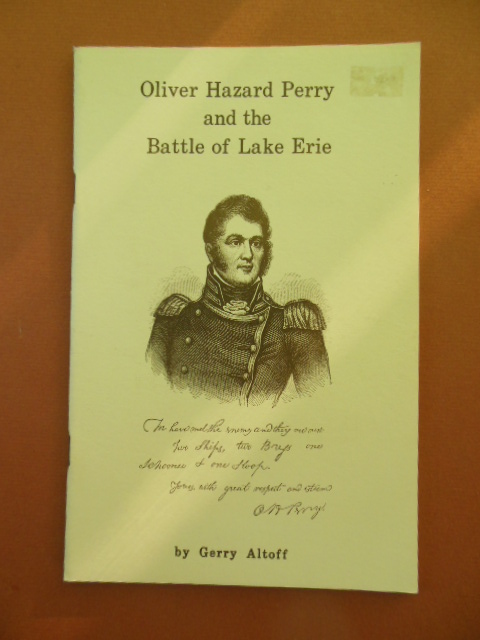 Oliver Hazard Perry
and the
Battle of Lake Erie
We have met the enemy and they are ours
Two Ships, two Brigs one
Schooner & one Sloop
Yours, with great respect and esteem
O H Perry
by Gerry Altoff